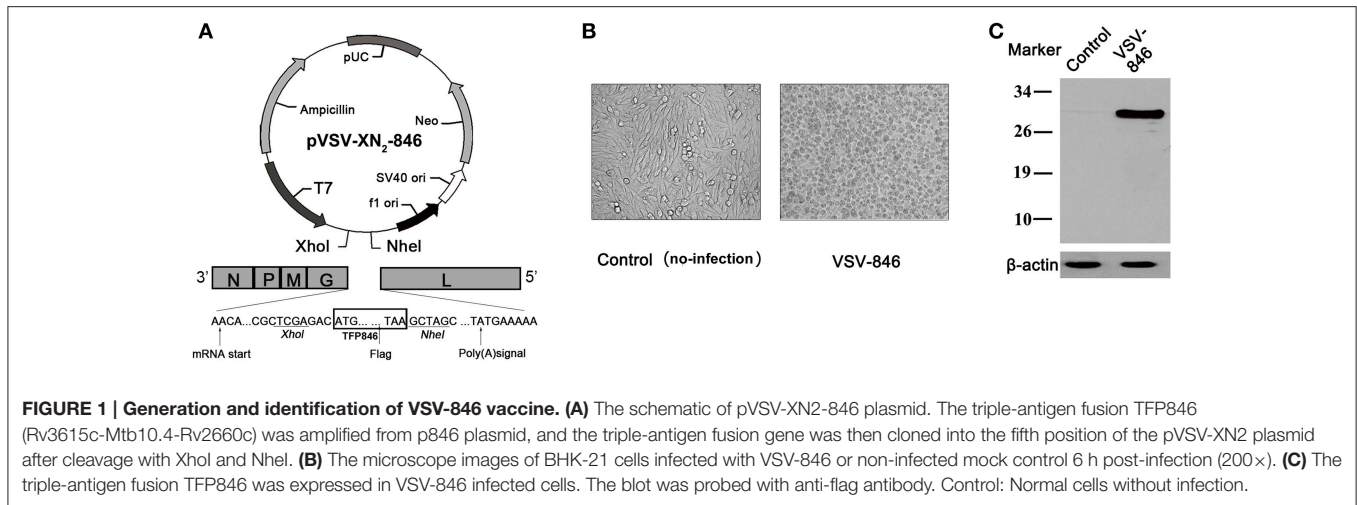 A
pUC
Ampicillin
Neo
pVSV-XN2-846
SV40 ori
T7
f1 ori
XhoI
NheI
3' N P M G L 5'
AACA...CGCTCGAGAC ATG... ...TAA GCTAGC ...TATGAAAAA
XhoI TFP846 NheI
mRNA start Flag Poly(A)signal
B
Control (no-infection) VSV-846
C
Marker Control VSV-846
34
26
19
10
β-actin
FIGURE 1 | Generation and identification of VSV-846 vaccine. (A) The schematic of pVSV-XN2-846 plasmid. The triple-antigen fusion TFP846
(Rv3615c-Mtb10.4-Rv2660c) was amplified from p846 plasmid, and the triple-antigen fusion gene was then cloned into the fifth position of the pVSV-XN2 plasmid
after cleavage with XhoI and NheI. (B) The microscope images of BHK-21 cells infected with VSV-846 or non-infected mock control 6 h post-infection (200×). (C) The
triple-antigen fusion TFP846 was expressed in VSV-846 infected cells. The blot was probed with anti-flag antibody. Control: Normal cells without infection.